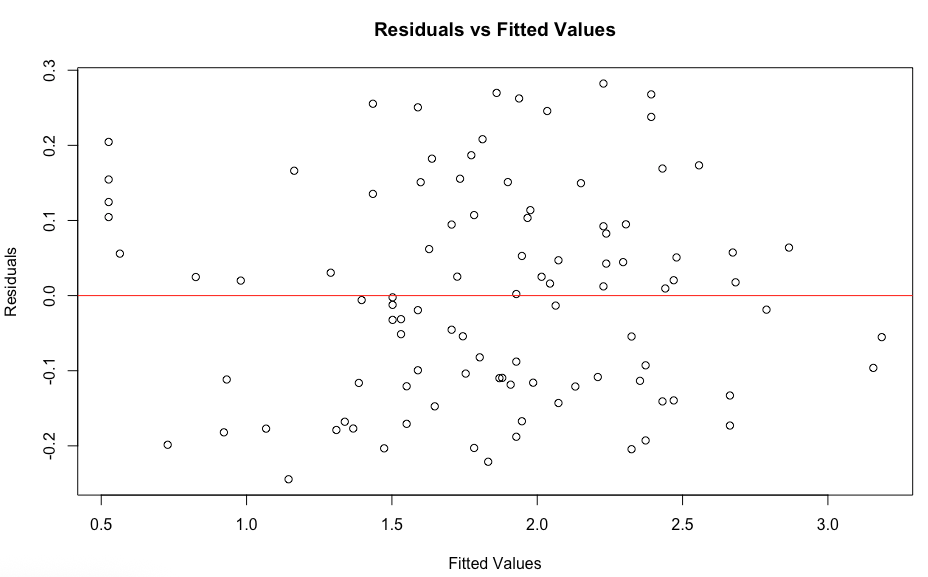 Residuals vs Fitted Values
0.3
0.2
0.1
0.0
-0.1
-0.2
Residuals
0.5 1.0 1.5 2.0 2.5 3.0
Fitted Values